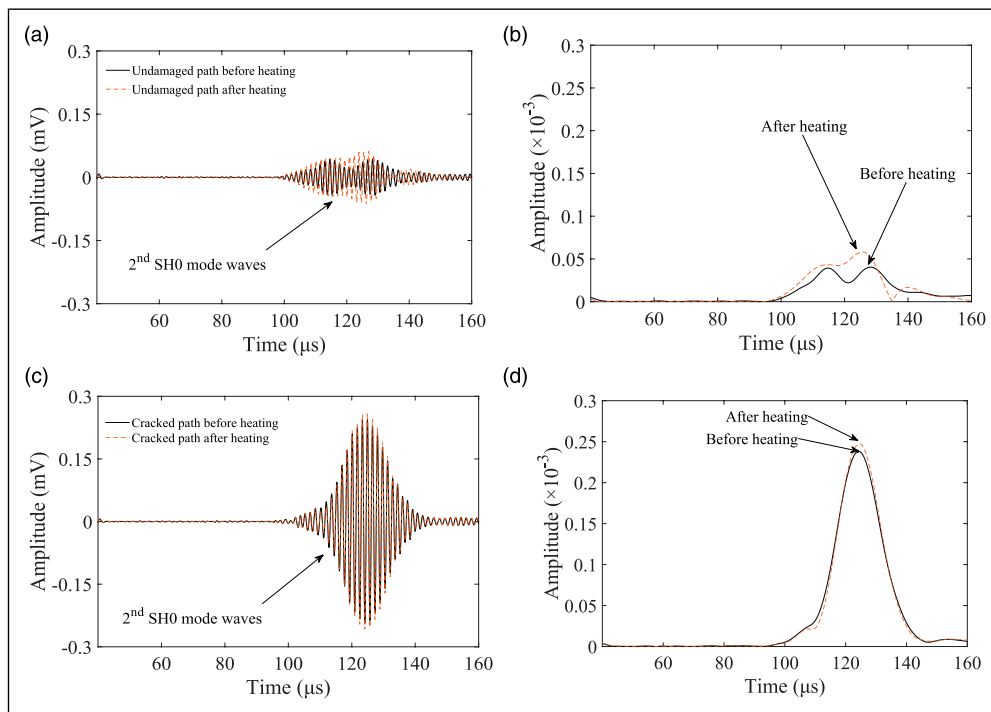 (a)
0.3
0.15
0
-0.15
-0.3
Amplitude (mV)
Undamaged path before heating
Undamaged path after heating
2nd SH0 mode waves
60 80 100 120 140 160
Time (μs)
(b)
0.3
0.25
0.2
0.15
0.1
0.05
0
Amplitude (×10-3)
After heating
Before heating
60 80 100 120 140 160
Time (μs)
(c)
0.3
0.15
0
-0.15
-0.3
Amplitude (mV)
Cracked path before heating
Cracked path after heating
2nd SH0 mode waves
60 80 100 120 140 160
Time (μs)
(d)
0.3
0.25
0.2
0.15
0.1
0.05
0
Amplitude (×10-3)
After heating
Before heating
60 80 100 120 140 160
Time (μs)